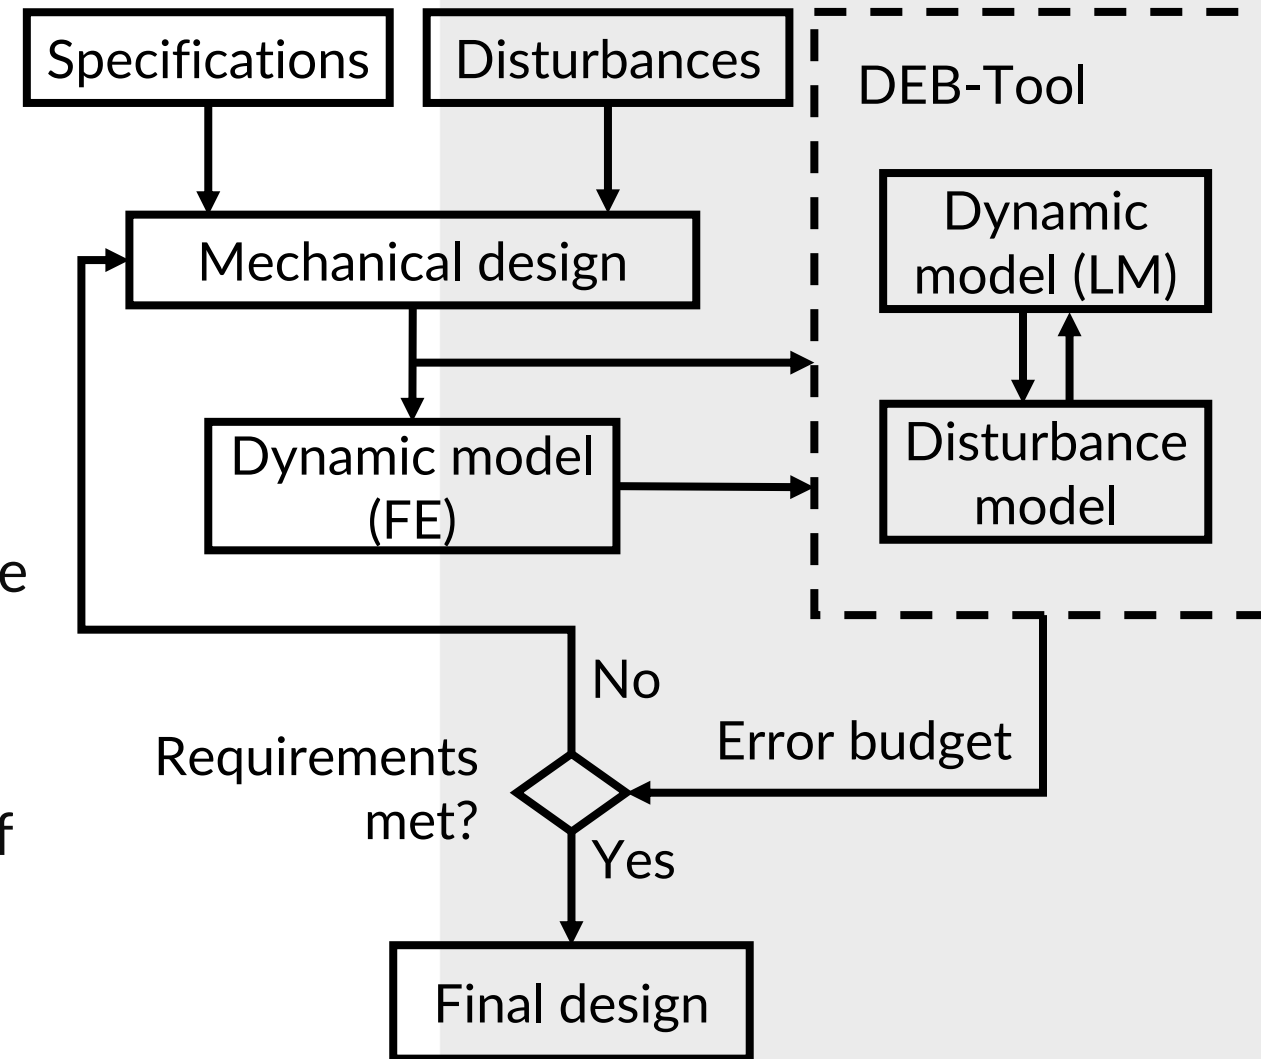 Specifications
Disturbances
DEB-Tool
Dynamic
model (LM)
Mechanical design
Dynamic model
(FE)
Disturbance
model
e
No
Error budget
Requirements
met?
f
Yes
Final design